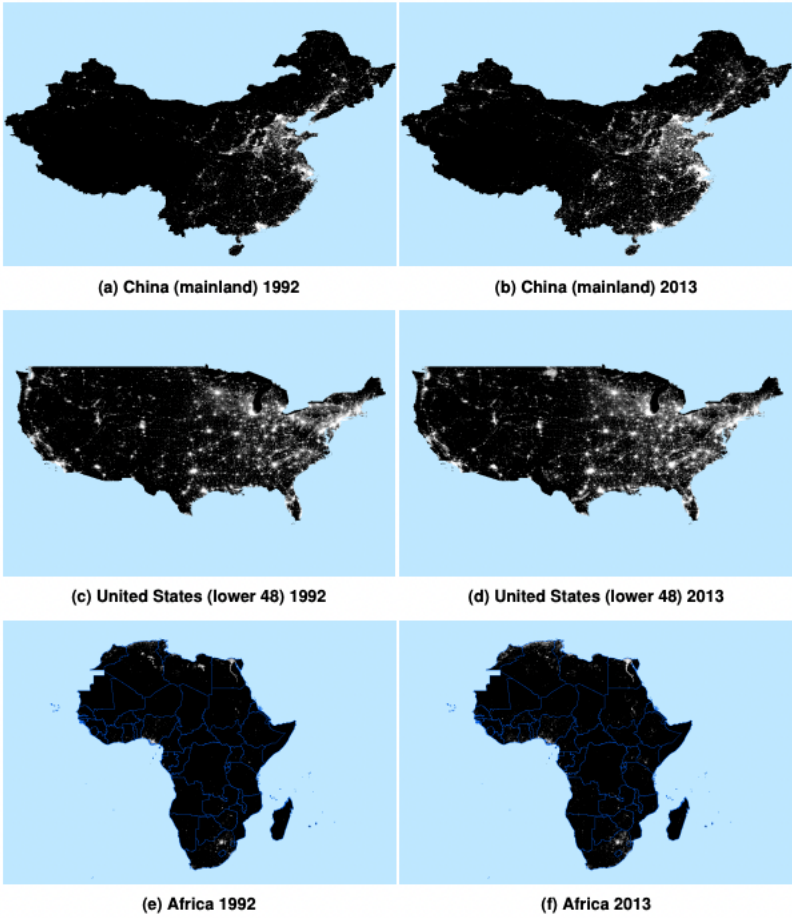 (a) China (mainland) 1992
(b) China (mainland) 2013
(c) United States (lower 48) 1992
(d) United States (lower 48) 2013
(e) Africa 1992
(f) Africa 2013